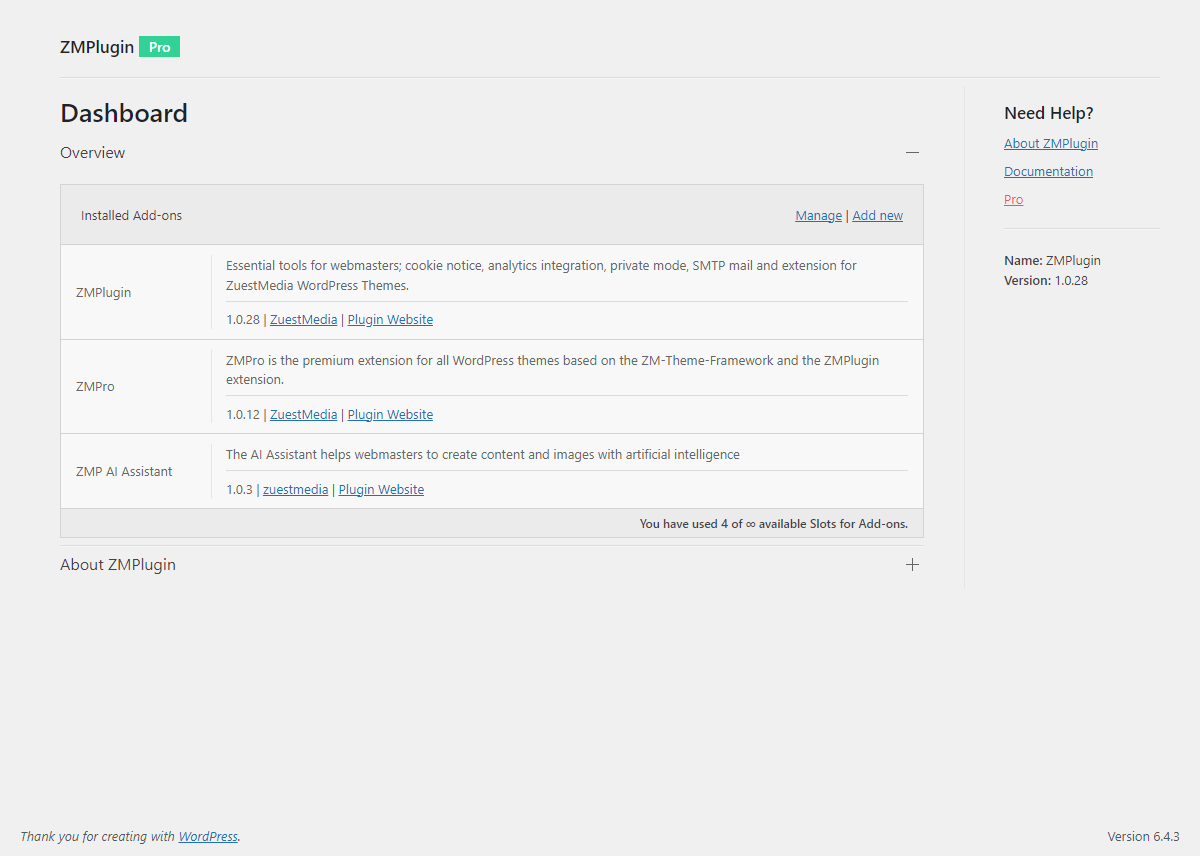 ZMPlugin Pro
Dashboard
Overview
Installed Add-ons
Manage | Add new
ZMPlugin
Essential tools for webmasters; cookie notice, analytics integration, private mode, SMTP mail and extension for
ZuestMedia WordPress Themes.
1.0.28 | ZuestMedia | Plugin Website
ZMPro
ZMPro is the premium extension for all WordPress themes based on the ZM-Theme-Framework and the ZMPlugin
extension.
1.0.12 | ZuestMedia | Plugin Website
ZMP AI Assistant
The AI Assistant helps webmasters to create content and images with artificial intelligence
1.0.3 | zuestmedia | Plugin Website
You have used 4 of ∞ available Slots for Add-ons.
About ZMPlugin
Need Help?
About ZMPlugin
Documentation
Pro
Name: ZMPlugin
Version: 1.0.28
Thank you for creating with WordPress.
Version 6.4.3